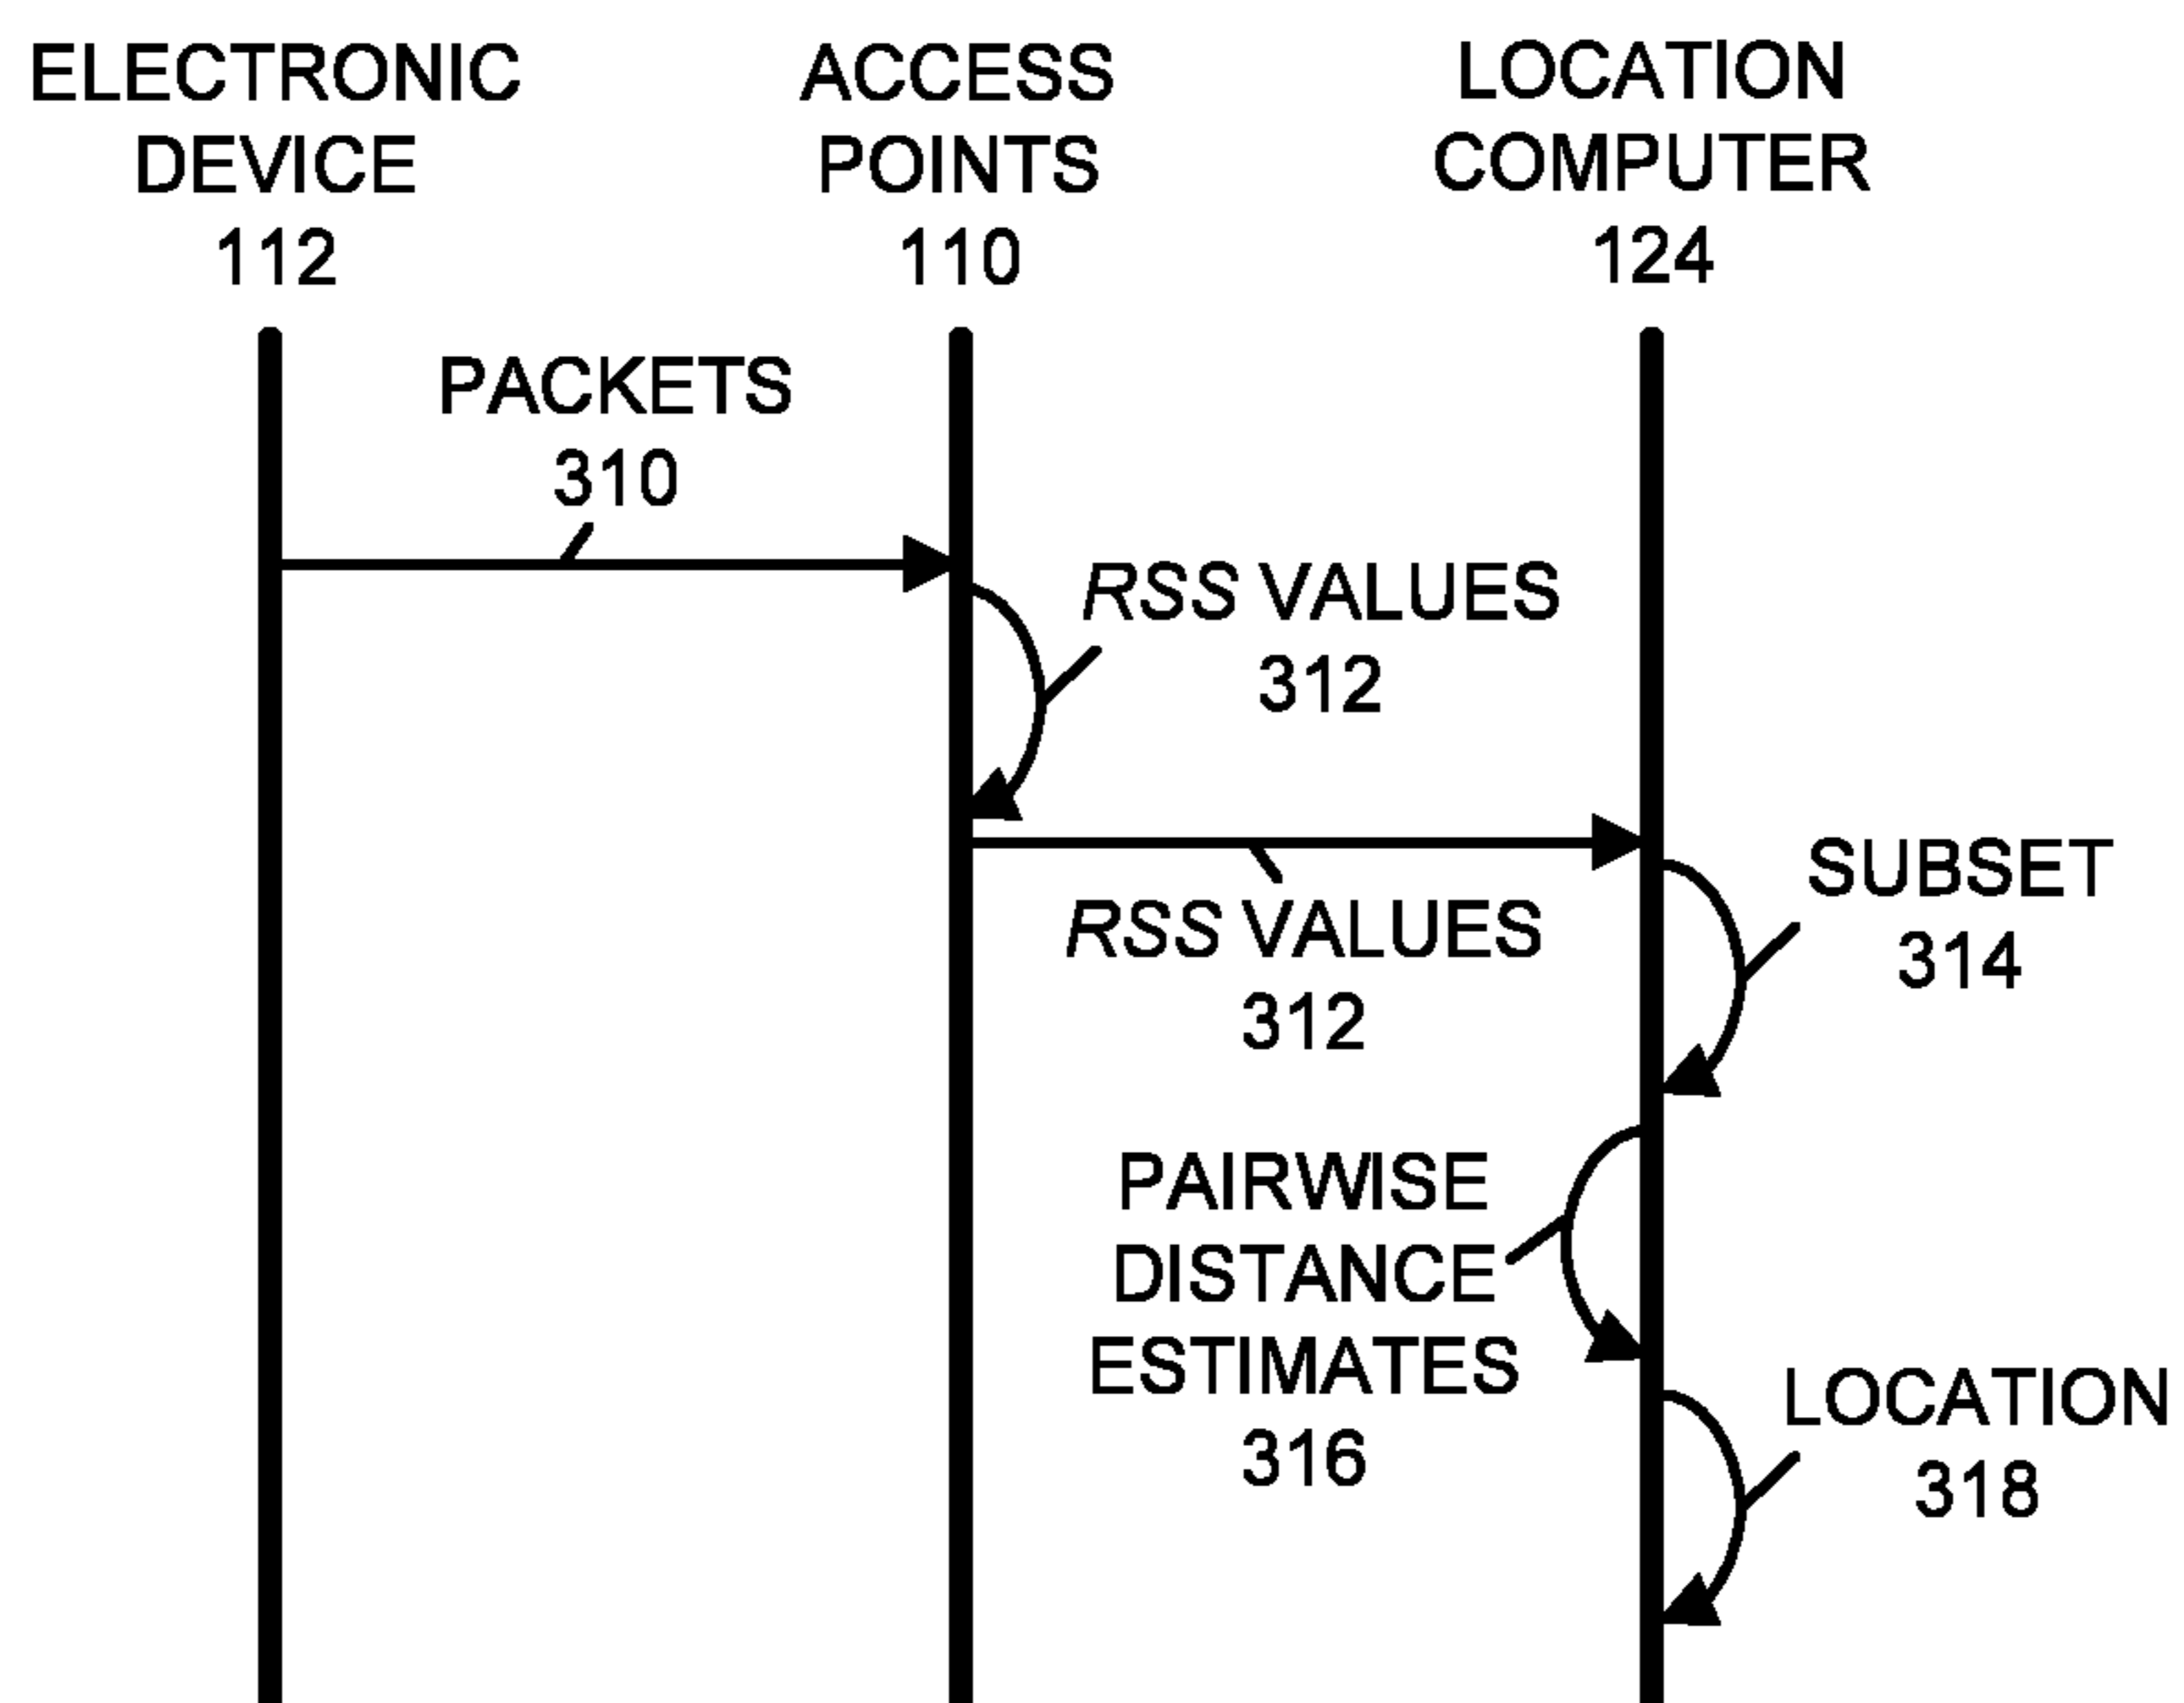 ELECTRONIC
DEVICE
112
ACCESS
POINTS
110
LOCATION
COMPUTER
124
PACKETS
310
RSS VALUES
312
RSS VALUES
312
SUBSET
314
PAIRWISE
DISTANCE
ESTIMATES
316
LOCATION
318